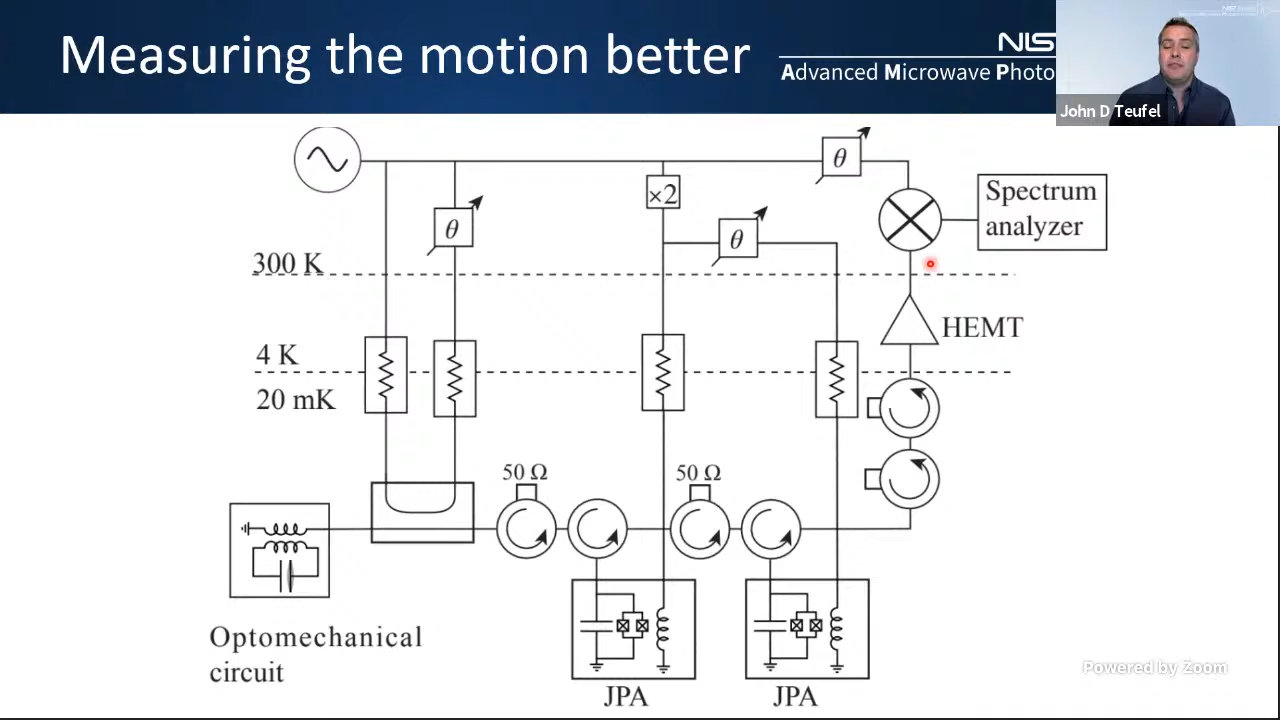 Measuring the motion better
NIS
Advanced Microwave Photo
John D Teufel
θ
×2
θ
θ
Spectrum
analyzer
300 K
HEMT
4 K
20 mK
50 Ω
50 Ω
Optomechanical
circuit
JPA
JPA
Powered by Zoom